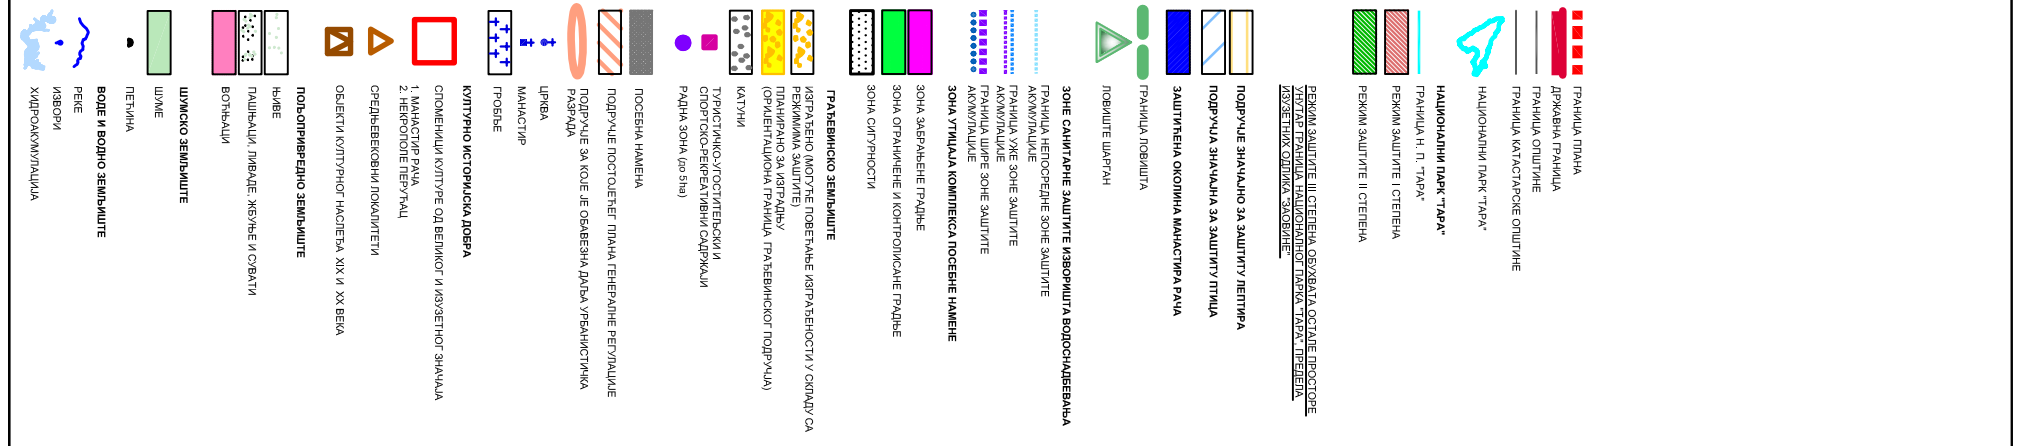 ГРАНИЦА ПЛАНА
ДРЖАВНА ГРАНИЦА
ГРАНИЦА ОПШТИНЕ
ГРАНИЦА КАТАСТАРСКЕ ОПШТИНЕ
НАЦИОНАЛНИ ПАРК "ТАРА"
НАЦИОНАЛНИ ПАРК "ТАРА"
ГРАНИЦА Н. П. "ТАРА"
РЕЖИМ ЗАШТИТЕ I СТЕПЕНА
РЕЖИМ ЗАШТИТЕ II СТЕПЕНА
РЕЖИМ ЗАШТИТЕ III СТЕПЕНА ОБУХВАТА ОСТАЛЕ ПРОСТОРЕ
УНУТАР ГРАНИЦА НАЦИОНАЛНОГ ПАРКА "ТАРА", ПРЕДЕЛА
ИЗУЗЕТНИХ ОДЛИКА "ЗАОВИНЕ"
ПОДРУЧЈЕ ЗНАЧАЈНО ЗА ЗАШТИТУ ЛЕПТИРА
ПОДРУЧЈА ЗНАЧАЈНА ЗА ЗАШТИТУ ПТИЦА
ЗАШТИЋЕНА ОКОЛИНА МАНАСТИРА РАЧА
ГРАНИЦА ЛОВИШТА
ЛОВИШТЕ ШАРГАН
ЗОНЕ САНИТАРНЕ ЗАШТИТЕ ИЗВОРИШТА ВОДОСНАДБЕВАЊА
ГРАНИЦА НЕПОСРЕДНЕ ЗОНЕ ЗАШТИТЕ
АКУМУЛАЦИЈЕ
ГРАНИЦА УЖЕ ЗОНЕ ЗАШТИТЕ
АКУМУЛАЦИЈЕ
ГРАНИЦА ШИРЕ ЗОНЕ ЗАШТИТЕ
АКУМУЛАЦИЈЕ
ЗОНА УТИЦАЈА КОМПЛЕКСА ПОСЕБНЕ НАМЕНЕ
ЗОНА ЗАБРАЊЕНЕ ГРАДЊЕ
ЗОНА ОГРАНИЧЕНЕ И КОНТРОЛИСАНЕ ГРАДЊЕ
ЗОНА СИГУРНОСТИ
ГРАЂЕВИНСКО ЗЕМЉИШТЕ
ИЗГРАЂЕНО (МОГУЋЕ ПОВЕЋАЊЕ ИЗГРАЂЕНОСТИ У СКЛАДУ СА
РЕЖИМИМА ЗАШТИТЕ)
ПЛАНИРАНО ЗА ИЗГРАДЊУ
(ОРИЈЕНТАЦИОНА ГРАНИЦА ГРАЂЕВИНСКОГ ПОДРУЧЈА)
КАТУНИ
ТУРИСТИЧКО-УГОСТИТЕЉСКИ И
СПОРТСКО-РЕКРЕАТИВНИ САДРЖАЈИ
РАДНА ЗОНА (до 5ha)
ПОСЕБНА НАМЕНА
ПОДРУЧЈЕ ПОСТОЈЕЋЕГ ПЛАНА ГЕНЕРАЛНЕ РЕГУЛАЦИЈЕ
ПОДРУЧЈЕ ЗА КОЈЕ ЈЕ ОБАВЕЗНА ДАЉА УРБАНИСТИЧКА
РАЗРАДА
ЦРКВА
МАНАСТИР
ГРОБЉЕ
КУЛТУРНО ИСТОРИЈСКА ДОБРА
СПОМЕНИЦИ КУЛТУРЕ ОД ВЕЛИКОГ И ИЗУЗЕТНОГ ЗНАЧАЈА
1. МАНАСТИР РАЧА
2. НЕКРОПОЛЕ ПЕРУЋАЦ
СРЕДЊЕВЕКОВНИ ЛОКАЛИТЕТИ
ОБЈЕКТИ КУЛТУРНОГ НАСЛЕЂА XIX И XX ВЕКА
ПОЉОПРИВРЕДНО ЗЕМЉИШТЕ
ЊИВЕ
ПАШЊАЦИ, ЛИВАДЕ, ЖБУЊЕ И СУВАТИ
ВОЋЊАЦИ
ШУМСКО ЗЕМЉИШТЕ
ШУМЕ
ПЕЋИНА
ВОДЕ И ВОДНО ЗЕМЉИШТЕ
РЕКЕ
ИЗВОРИ
ХИДРОАКУМУЛАЦИЈА